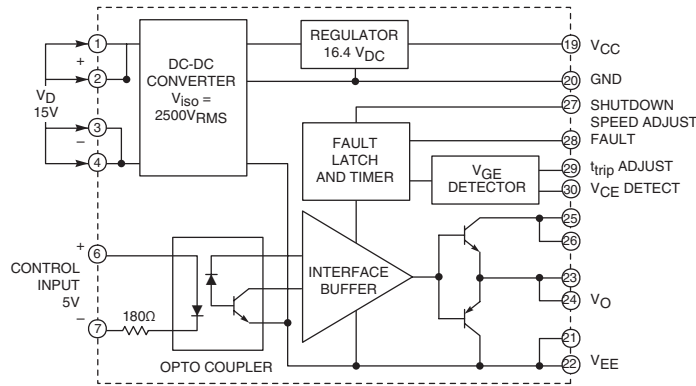 1
+
2
VD
15V
3
−
4
DC-DC
CONVERTER
Viso =
2500VRMS
REGULATOR
16.4 VDC
19 VCC
20 GND
27 SHUTDOWN
SPEED ADJUST
28 FAULT
29 ttrip ADJUST
30 VCE DETECT
FAULT
LATCH
AND TIMER
VGE
DETECTOR
25
26
23
24 VO
21
22 VEE
+
6
CONTROL
INPUT
5V
−
7
180Ω
OPTO COUPLER
INTERFACE
BUFFER